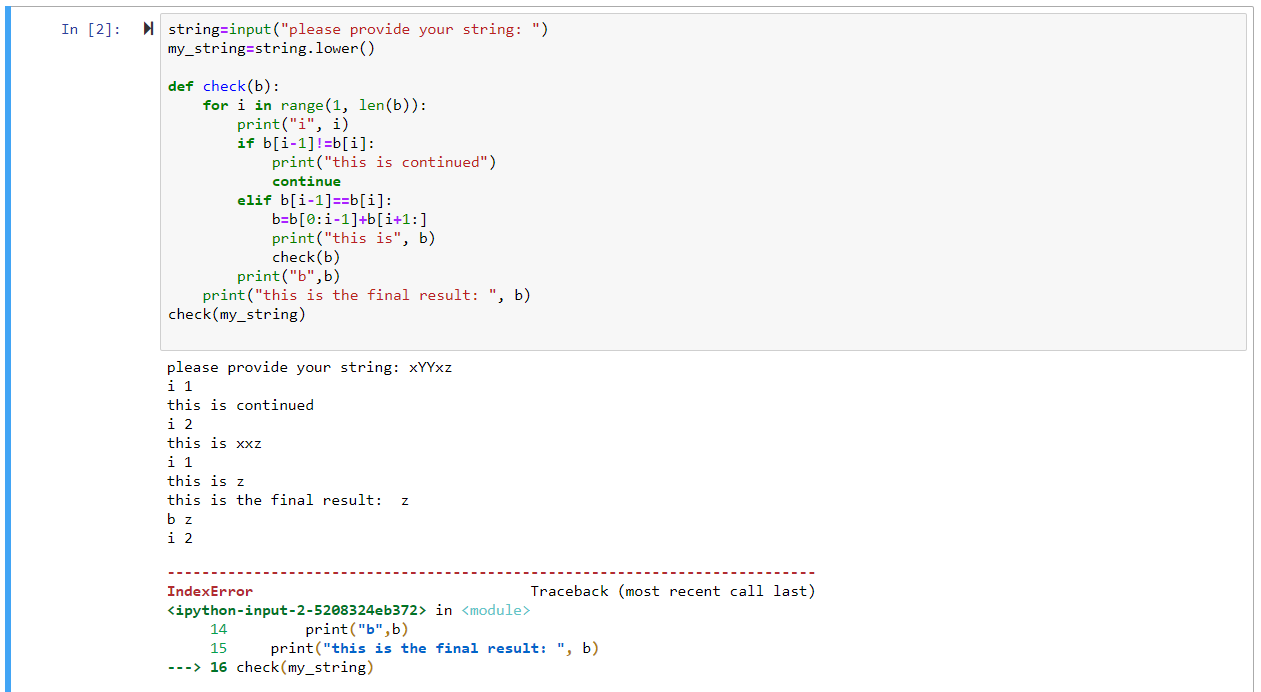 In [2]:
string=input("please provide your string: ")
my_string=string.lower()
def check(b):
    for i in range(1, len(b)):
        print("i", i)
        if b[i-1]!=b[i]:
            print("this is continued")
            continue
        elif b[i-1]==b[i]:
            b=b[0:i-1]+b[i+1:]
            print("this is", b)
            check(b)
        print("b",b)
    print("this is the final result: ", b)
check(my_string)
please provide your string: xYYxz
i 1
this is continued
i 2
this is xxz
i 1
this is z
this is the final result:  z
b z
i 2
---------------------------------------------------------------------------
IndexError                                Traceback (most recent call last)
<ipython-input-2-5208324eb372> in <module>
     14         print("b",b)
     15     print("this is the final result: ", b)
---> 16 check(my_string)